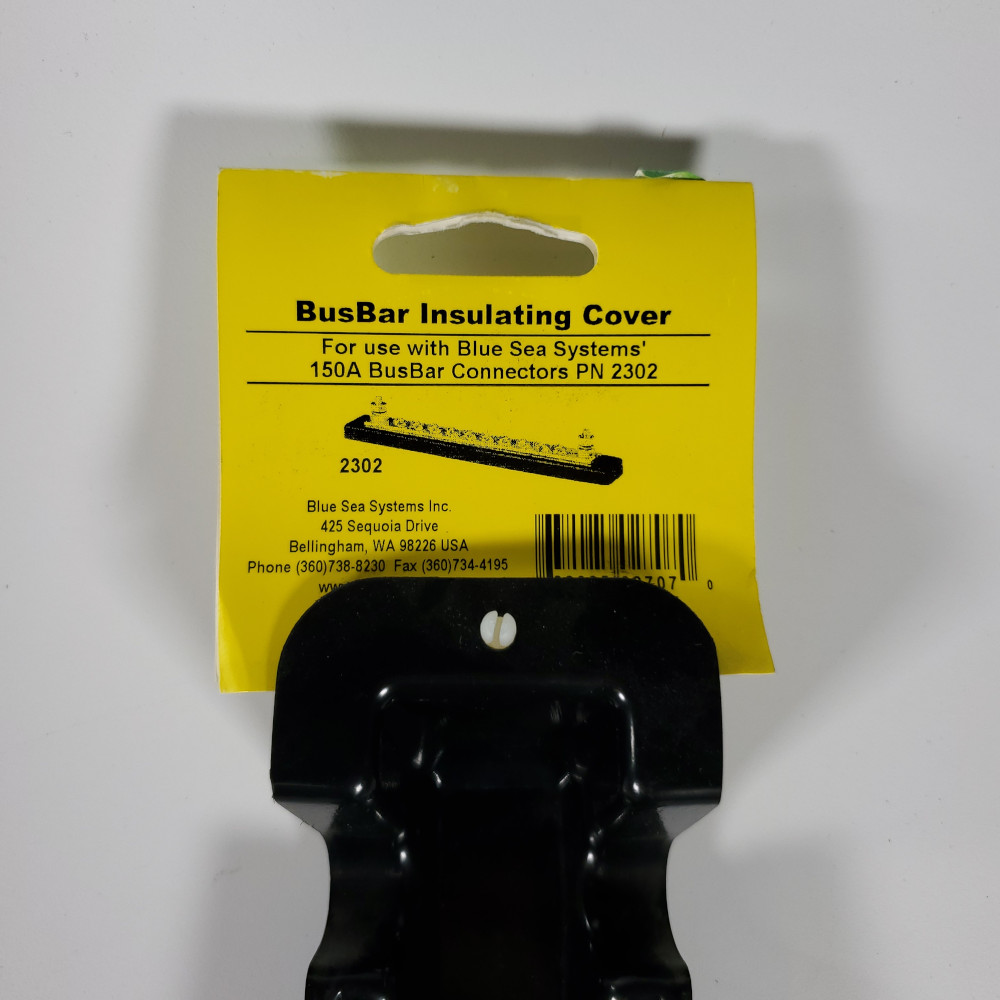 BusBar Insulating Cover
For use with Blue Sea Systems'
150A BusBar Connectors PN 2302
2302
Blue Sea Systems Inc.
425 Sequoia Drive
Bellingham, WA 98226 USA
Phone (360)738-8230 Fax (360)734-4195
0